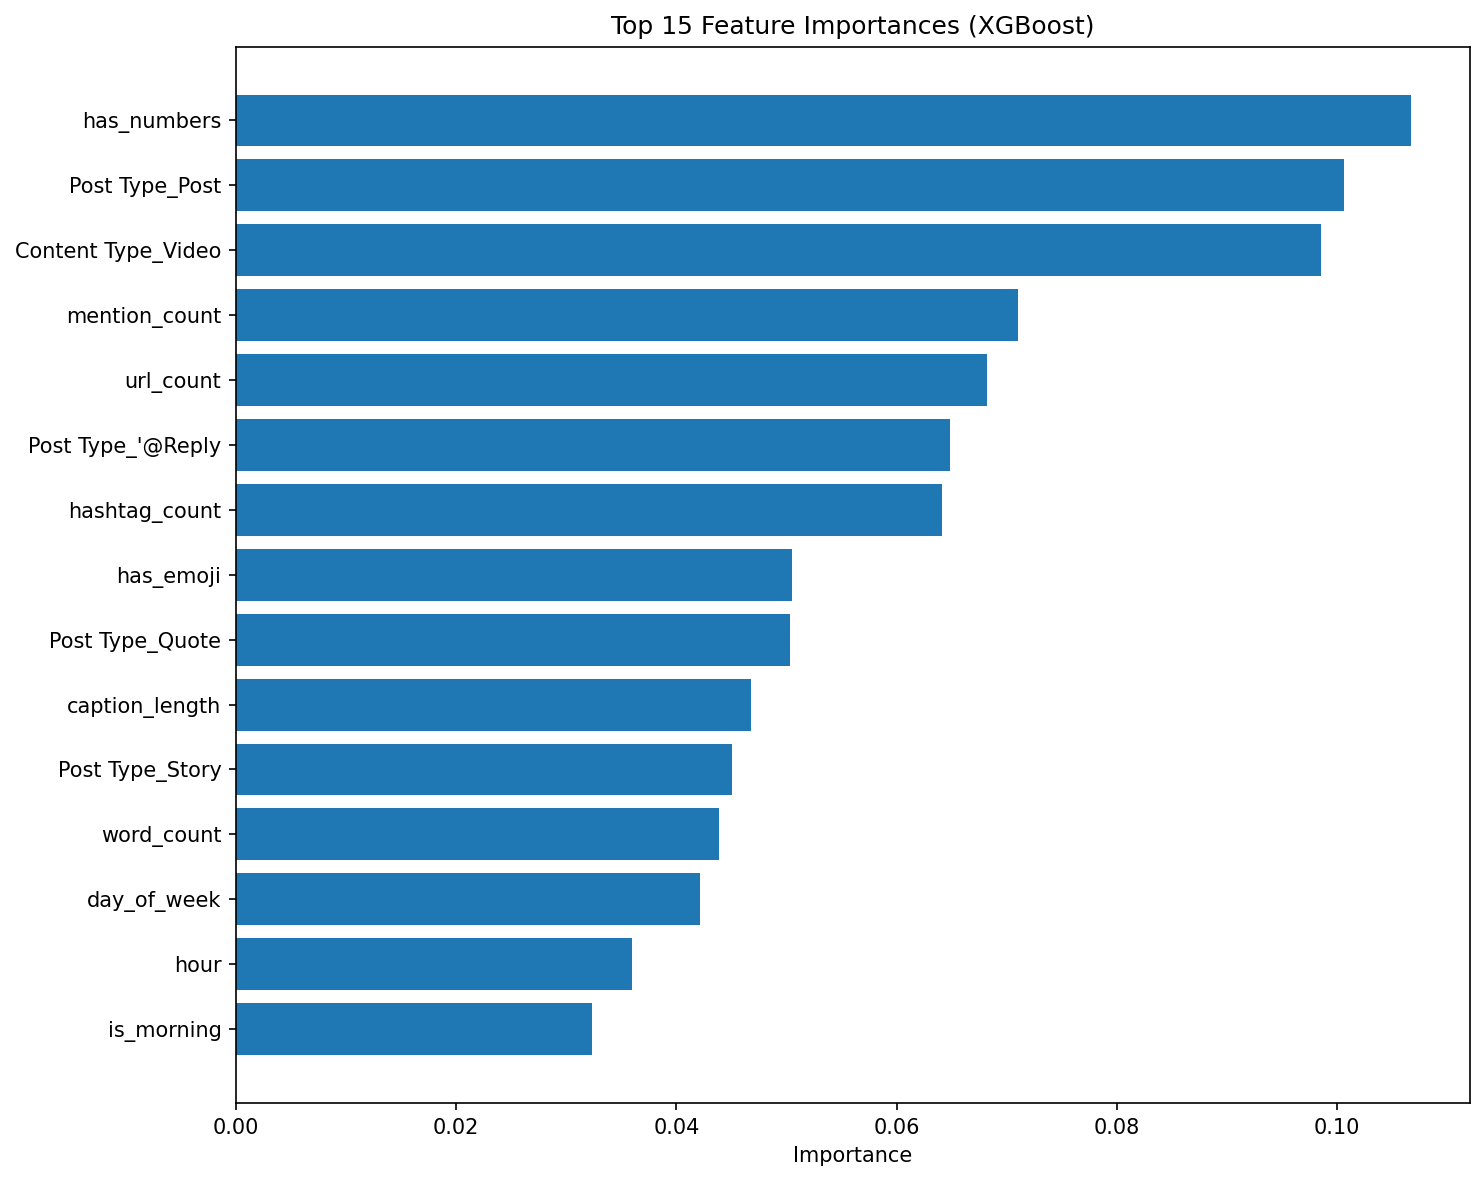 Top 15 Feature Importances (XGBoost)
has_numbers
Post Type_Post
Content Type_Video
mention_count
url_count
Post Type_'@Reply
hashtag_count
has_emoji
Post Type_Quote
caption_length
Post Type_Story
word_count
day_of_week
hour
is_morning
0.00 0.02 0.04 0.06 0.08 0.10
Importance